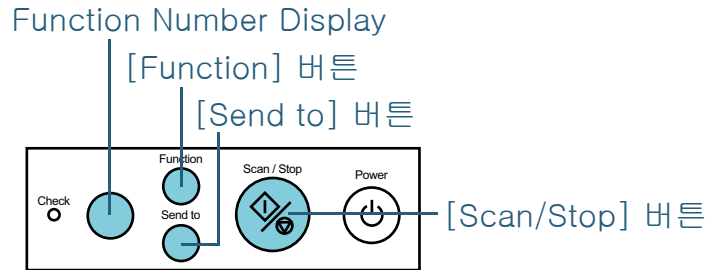 Function Number Display
[Function] 버튼
[Send to] 버튼
Function
Scan / Stop
Power
Check
Send to
[Scan/Stop] 버튼